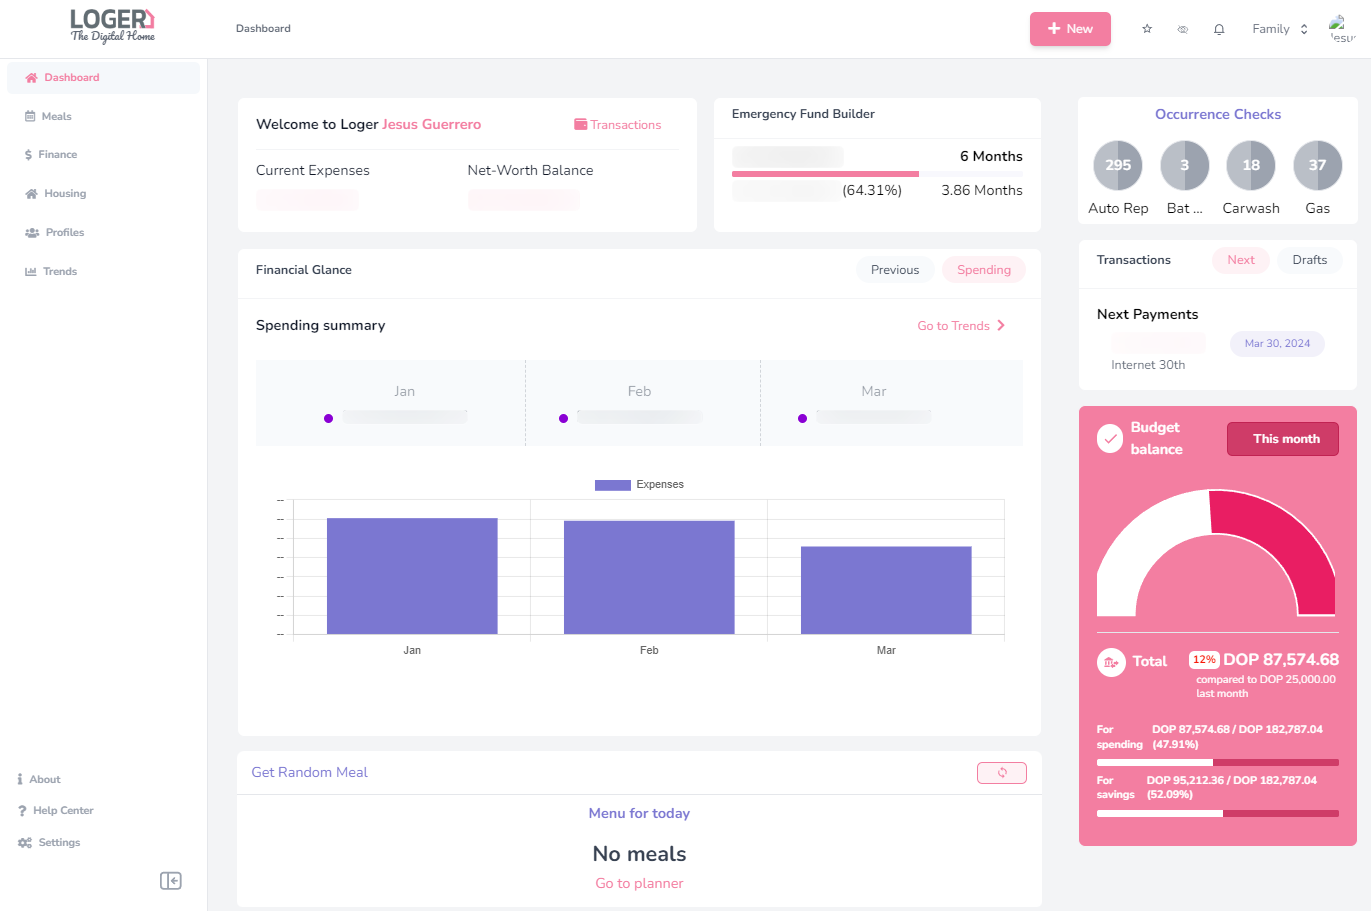 LOGER
The Digital Home
Dashboard
New
Family
Jesus
Dashboard
Meals
Finance
Housing
Profiles
Trends
About
Help Center
Settings
Welcome to Loger Jesus Guerrero
Transactions
Current Expenses
Net-Worth Balance
Emergency Fund Builder
6 Months
(64.31%)
3.86 Months
Financial Glance
Previous
Spending
Spending summary
Go to Trends
Jan
Feb
Mar
Expenses
--
--
--
--
--
--
--
--
Jan
Feb
Mar
Get Random Meal
Menu for today
No meals
Go to planner
Occurrence Checks
295
3
18
37
Auto Rep
Bat ...
Carwash
Gas
Transactions
Next
Drafts
Next Payments
Mar 30, 2024
Internet 30th
Budget
balance
This month
Total
12% DOP 87,574.68
compared to DOP 25,000.00
last month
For
spending
DOP 87,574.68 / DOP 182,787.04
(47.91%)
For
savings
DOP 95,212.36 / DOP 182,787.04
(52.09%)